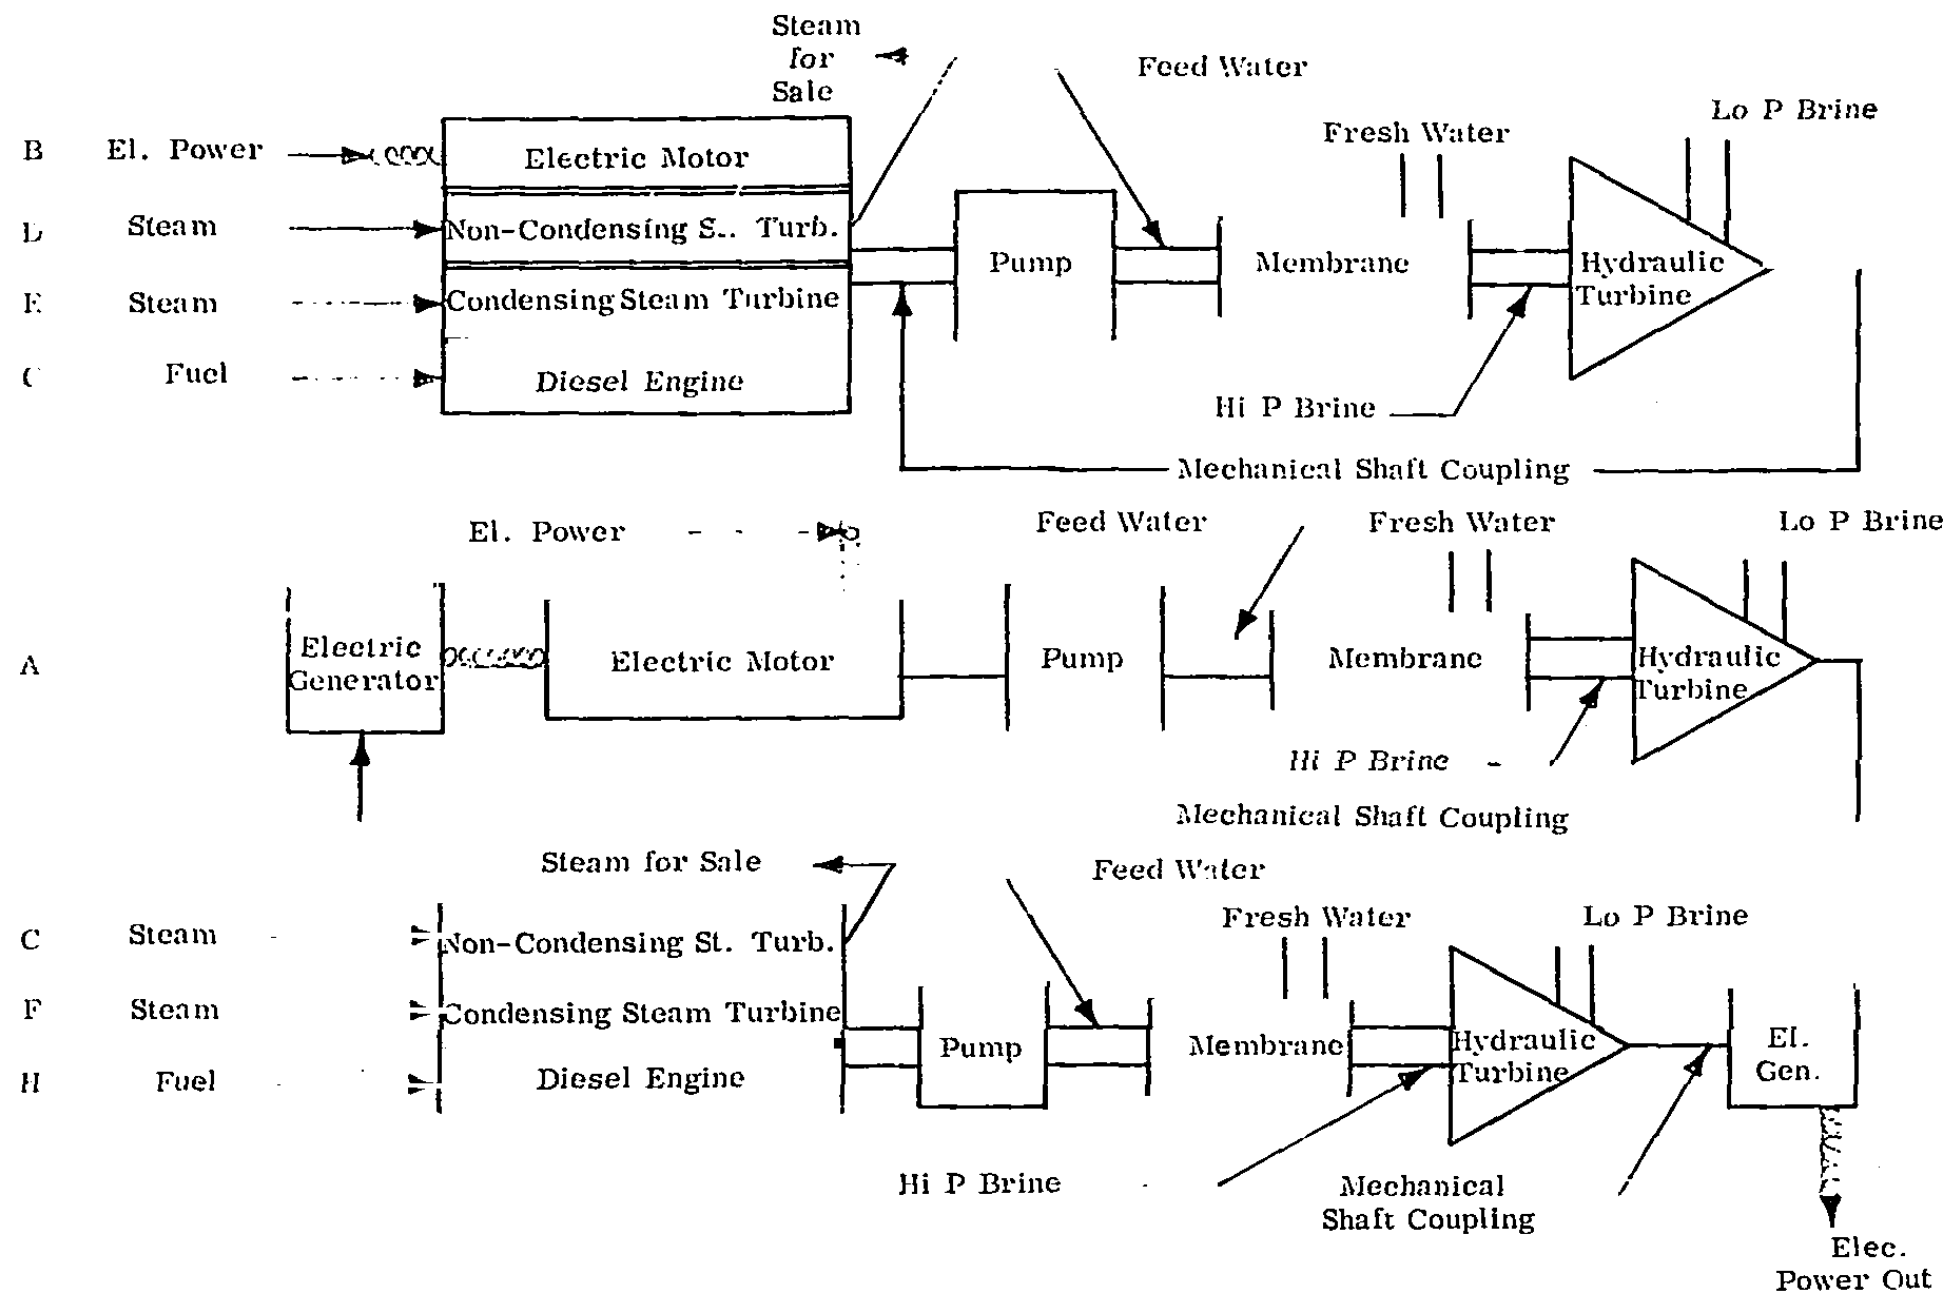 Steam
for
Sale
Feed Water
Lo P Brine
Fresh Water
B El. Power Electric Motor
Steam Non-Condensing S.. Turb.
Pump Membrane Hydraulic
Turbine
E Steam Condensing Steam Turbine
Fuel Diesel Engine
Hi P Brine
Mechanical Shaft Coupling
El. Power Feed Water Fresh Water Lo P Brine
A Electric
Generator Electric Motor Pump Membrane Hydraulic
Turbine
Hi P Brine
Mechanical Shaft Coupling
Steam for Sale Feed Water
Fresh Water Lo P Brine
C Steam Non-Condensing St. Turb.
F Steam Condensing Steam Turbine
Pump Membrane Hydraulic
Turbine El.
Gen.
H Fuel Diesel Engine
Hi P Brine Mechanical
Shaft Coupling
Elec.
Power Out